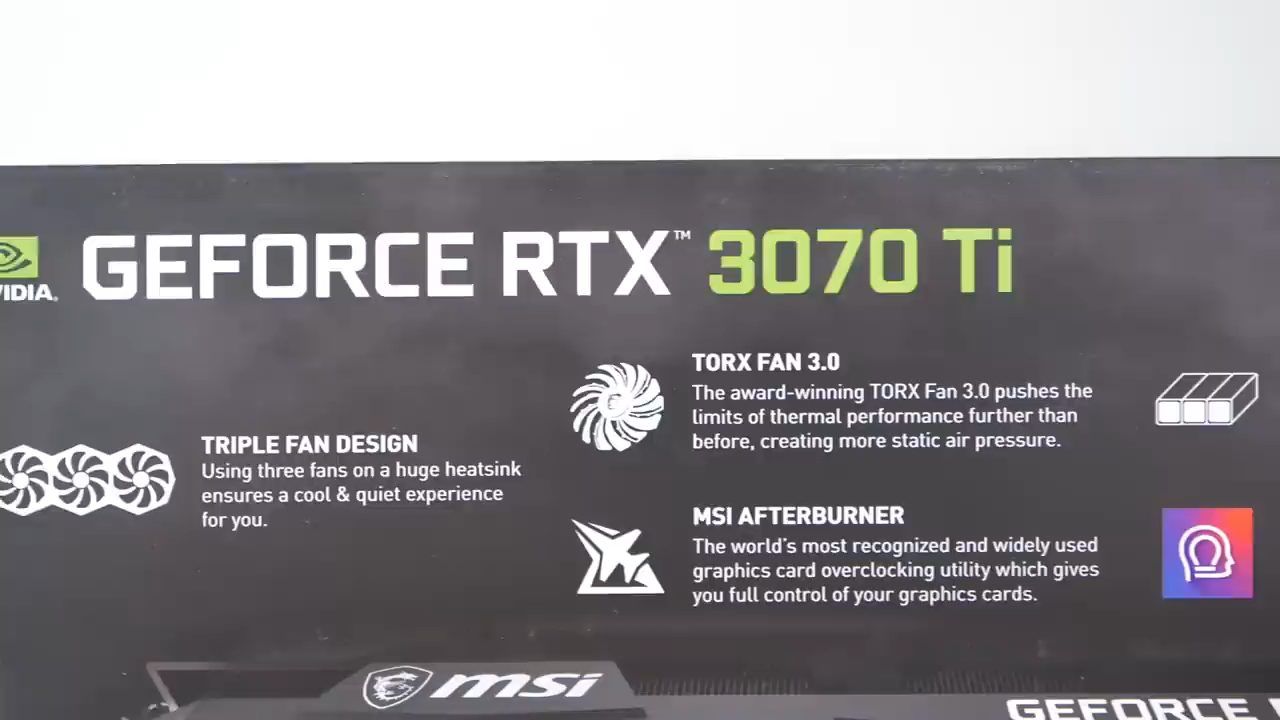 NVIDIA.
GEFORCE RTX™ 3070 Ti
TRIPLE FAN DESIGN
Using three fans on a huge heatsink
ensures a cool & quiet experience
for you.
TORX FAN 3.0
The award-winning TORX Fan 3.0 pushes the
limits of thermal performance further than
before, creating more static air pressure.
MSI AFTERBURNER
The world's most recognized and widely used
graphics card overclocking utility which gives
you full control of your graphics cards.
msi
GEFORCE